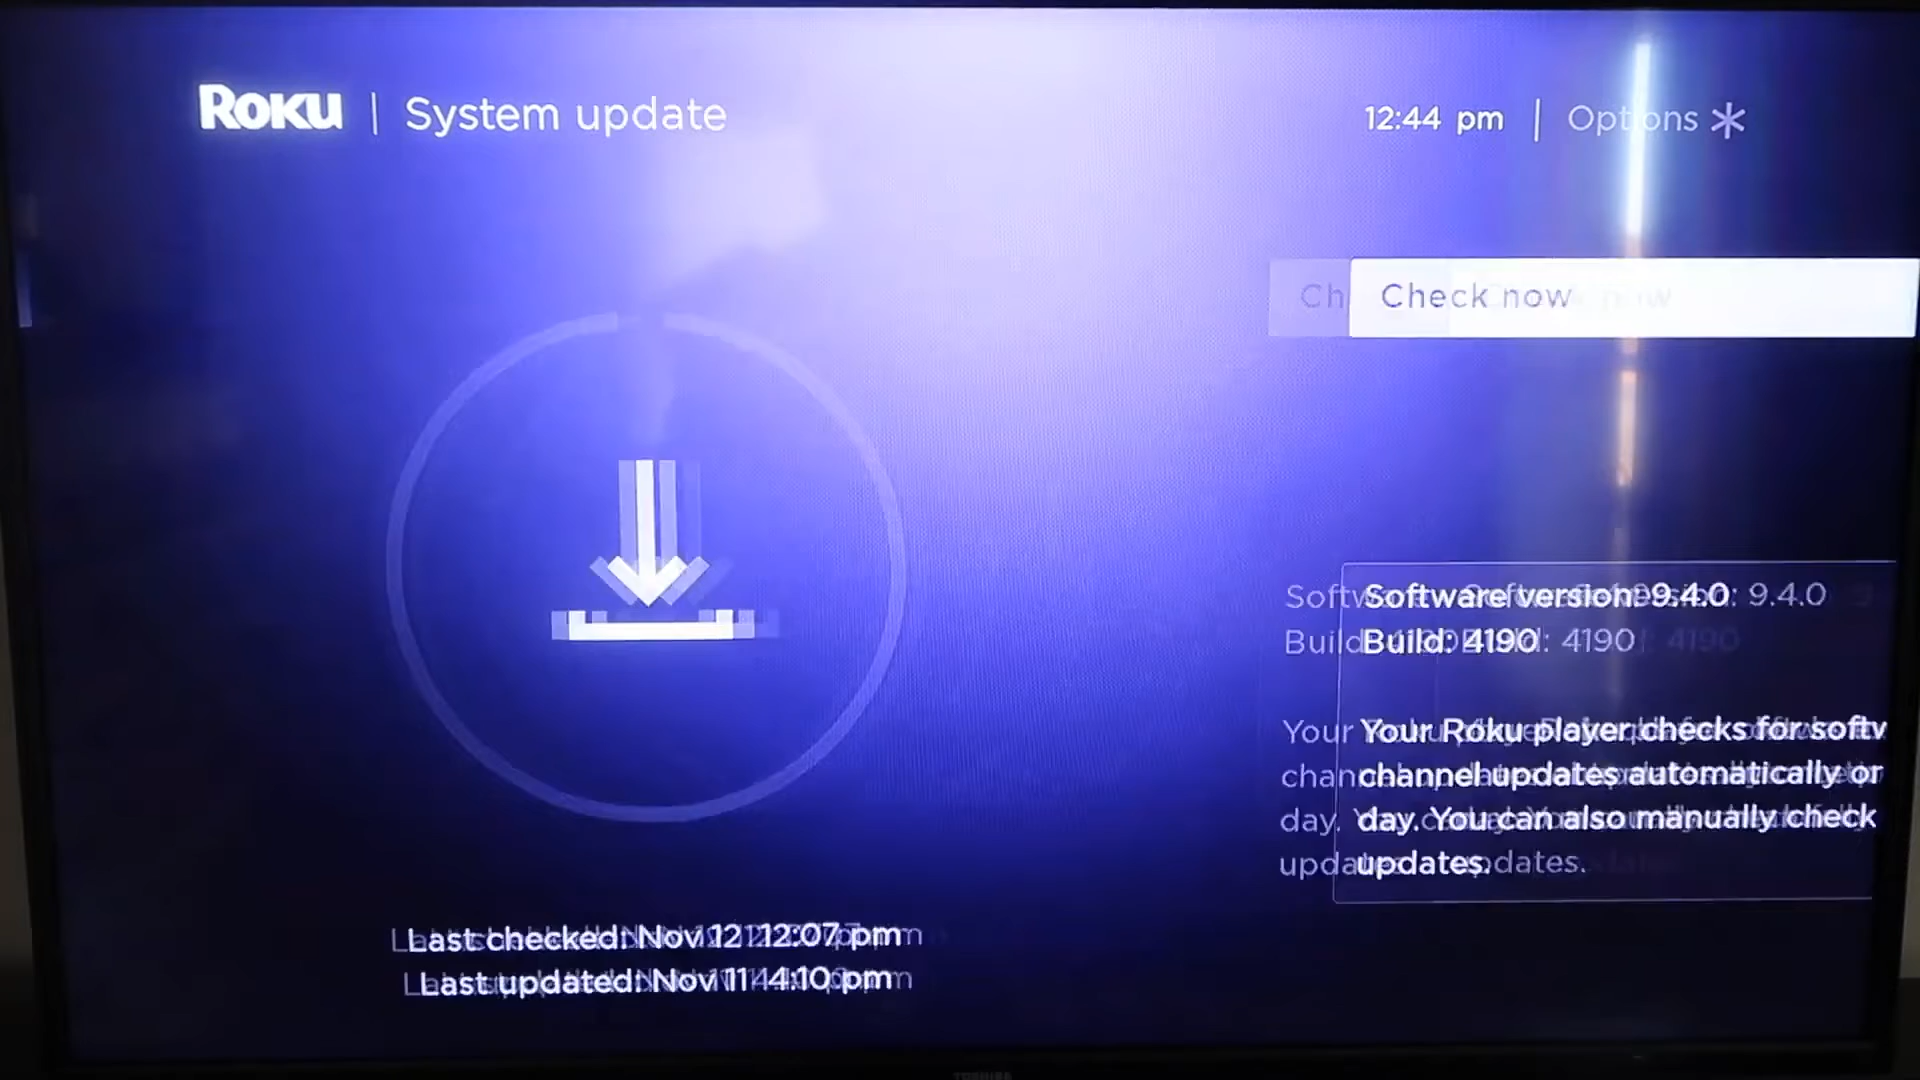 Roku | System update
12:44 pm | Options
Check now
Software version: 9.4.0
Build: 4190
Your Roku player checks for
channel updates automatically or
day. You can also manually check
updates.
Last checked: Nov 12 12:07 pm
Last updated: Nov 11 4:10 pm
TOSHIBA